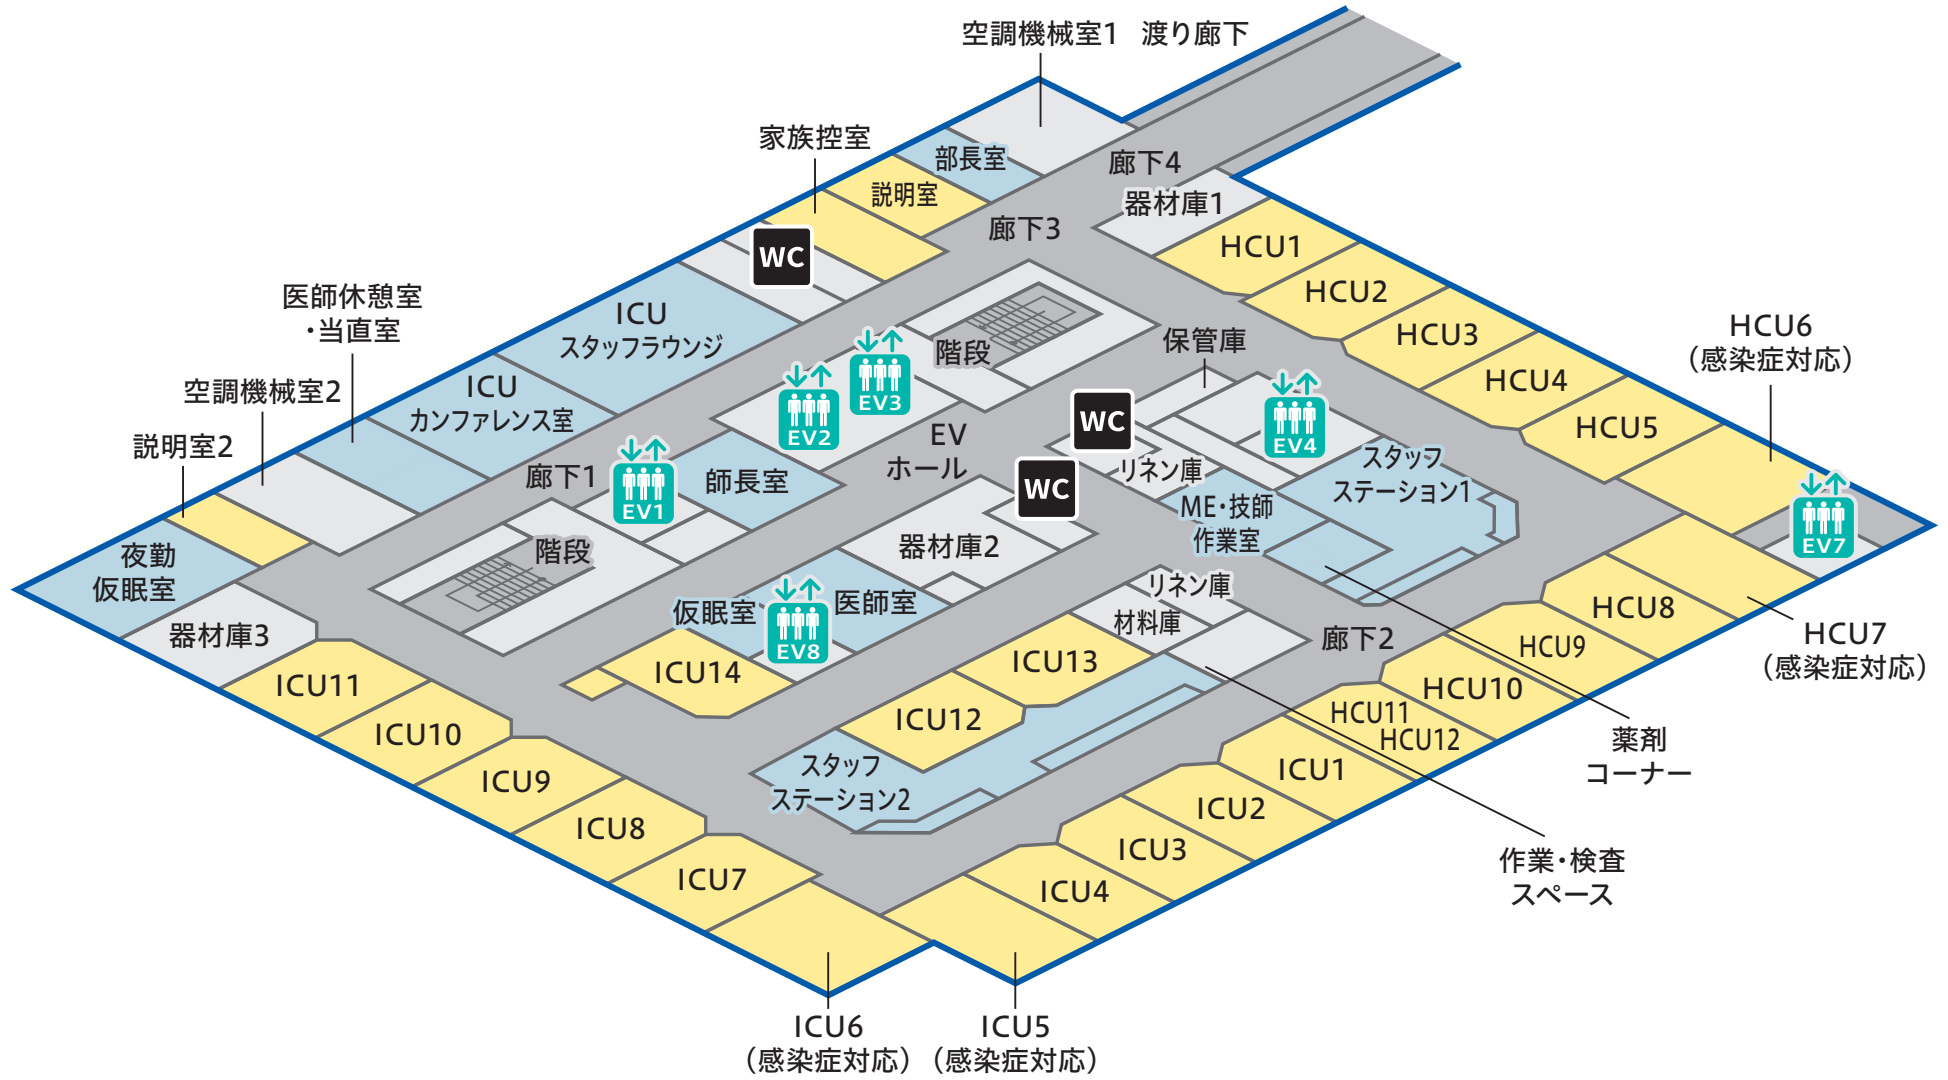 空調機械室1
渡り廊下
家族控室
部長室
廊下4
説明室
器材庫1
廊下3
HCU1
WC
HCU2
医師休憩室
・当直室
ICU
スタッフラウンジ
HCU3
HCU6
（感染症対応）
保管庫
階段
EV3
HCU4
空調機械室2
ICU
カンファレンス室
EV2
WC
EV4
HCU5
説明室2
EV
ホール
スタッフ
ステーション1
リネン庫
廊下1
EV1
師長室
WC
ME・技師
作業室
EV7
夜勤
仮眠室
階段
器材庫2
リネン庫
仮眠室
EV8
医師室
材料庫
廊下2
HCU8
HCU7
（感染症対応）
器材庫3
HCU9
ICU14
ICU13
HCU10
ICU11
ICU12
HCU11
HCU12
ICU10
薬剤
コーナー
スタッフ
ステーション2
ICU1
ICU9
ICU2
ICU8
ICU3
作業・検査
スペース
ICU7
ICU4
ICU6
（感染症対応）
ICU5
（感染症対応）